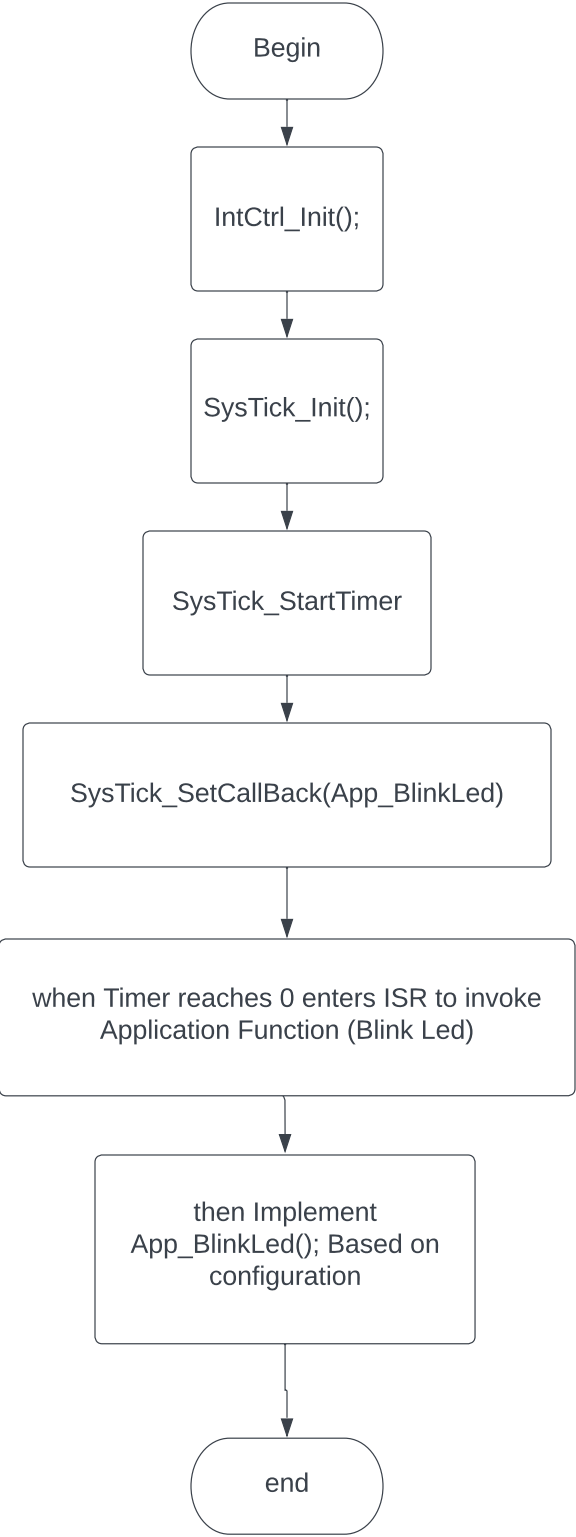 Begin
IntCtrl_Init();
SysTick_Init();
SysTick_StartTimer
SysTick_SetCallBack(App_BlinkLed)
when Timer reaches 0 enters ISR to invoke
Application Function (Blink Led)
then Implement
App_BlinkLed(); Based on
configuration
end